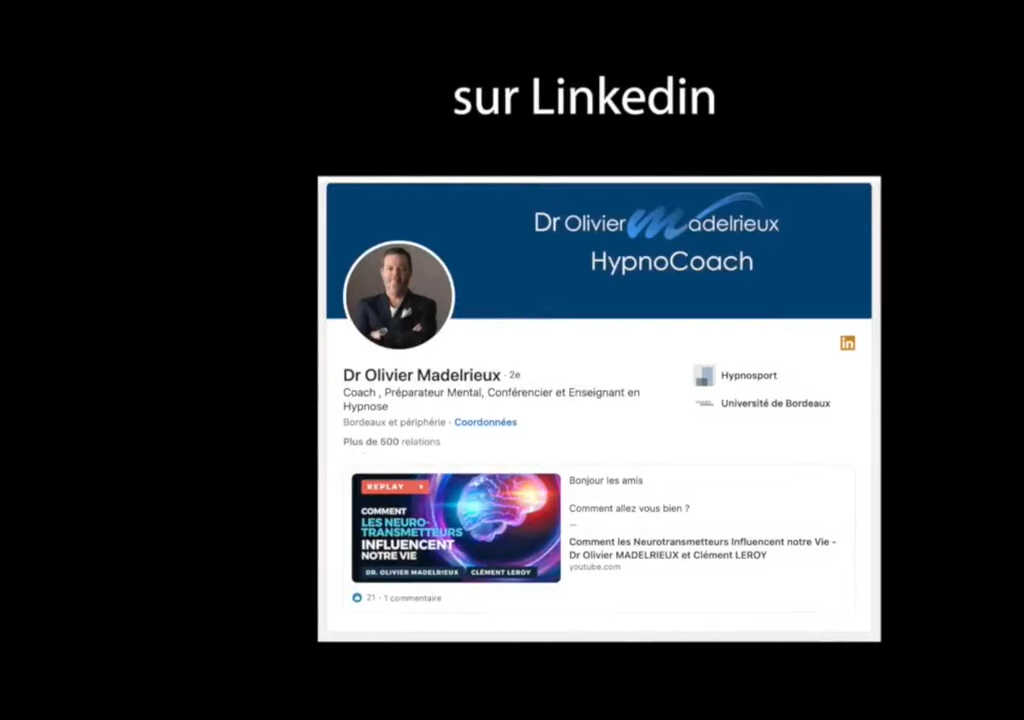 sur Linkedin
Dr Olivier Madelrieux
HypnoCoach
in
Dr Olivier Madelrieux · 2e
Coach , Préparateur Mental, Conférencier et Enseignant en
Hypnose
Bordeaux et périphérie · Coordonnées
Plus de 500 relations
Hypnosport
Université de Bordeaux
REPLAY
COMMENT
LES NEURO-
TRANSMETTEURS
INFLUENCENT
NOTRE VIE
DR. OLIVIER MADELRIEUX
CLÉMENT LEROY
Bonjour les amis
Comment allez vous bien ?
...
Comment les Neurotransmetteurs Influencent notre Vie -
Dr Olivier MADELRIEUX et Clément LEROY
youtube.com
21 · 1 commentaire